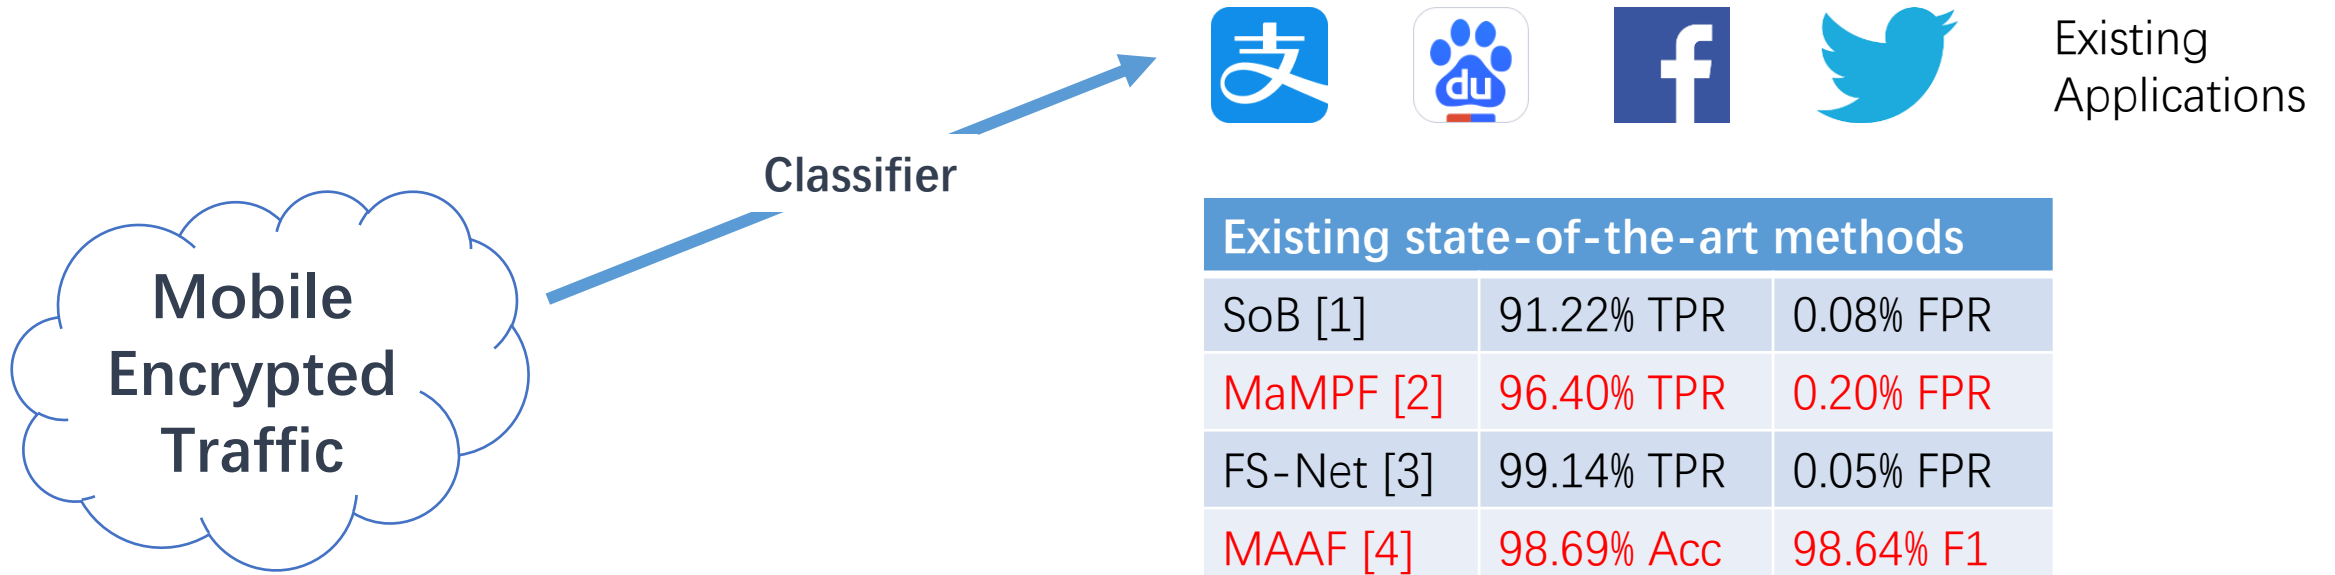 支
du
f
Existing
Applications
Classifier
Mobile
Encrypted
Traffic
Existing state-of-the-art methods
SoB [1] 91.22% TPR 0.08% FPR
MaMPF [2] 96.40% TPR 0.20% FPR
FS-Net [3] 99.14% TPR 0.05% FPR
MAAF [4] 98.69% Acc 98.64% F1